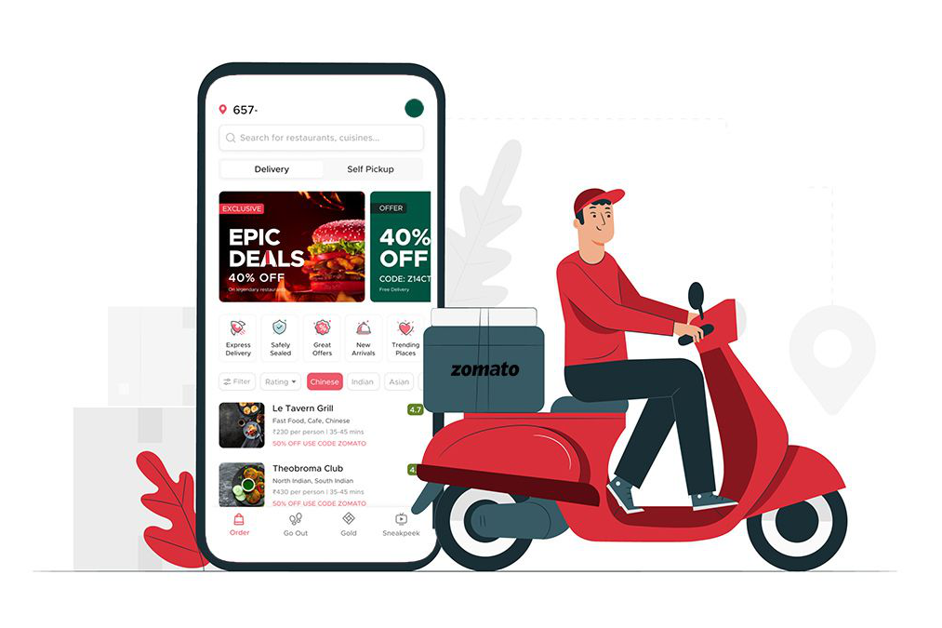 657-
Search for restaurants, cuisines...
Delivery Self Pickup
EXCLUSIVE
EPIC
DEALS
40% OFF
On legendary restaurants
OFFER
40%
OFF
CODE: Z14CT
Free Delivery
Express
Delivery
Safely
Sealed
Great
Offers
New
Arrivals
Trending
Places
Filter Rating Chinese Indian Asian
Le Tavern Grill 4.7
Fast Food, Cafe, Chinese
₹230 per person | 35-45 mins
50% OFF USE CODE ZOMATO
Theobroma Club 4.
North Indian, South Indian
₹430 per person | 35-45 mins
50% OFF USE CODE ZOMATO
Order Go Out Gold Sneakpeek
zomato